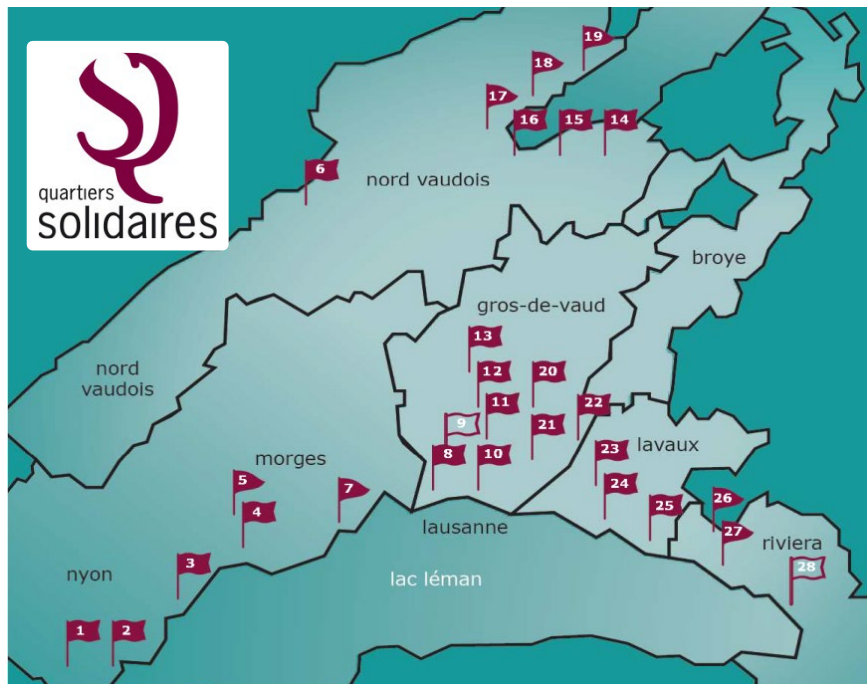 quartiers
solidaires
19
18
17
16
15
14
6
nord vaudois
broye
gros-de-vaud
13
nord
vaudois
12
20
11
22
9
21
8
10
23
lavaux
morges
5
7
24
4
25
26
lausanne
27
riviera
3
28
nyon
lac léman
1
2